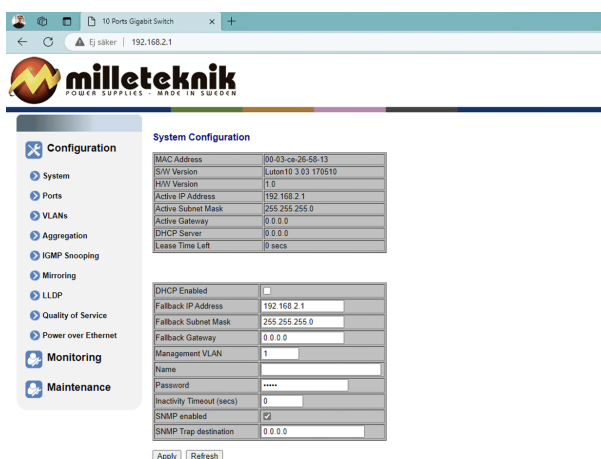 10 Ports Gigabit Switch
Ej säker 192.168.2.1
milleteknik
POWER SUPPLIES - MADE IN SWEDEN
Configuration
System
Ports
VLANs
Aggregation
IGMP Snooping
Mirroring
LLDP
Quality of Service
Power over Ethernet
Monitoring
Maintenance
System Configuration
MAC Address 00-03-ce-26-58-13
S/W Version Luton10 3.03 170510
H/W Version 1.0
Active IP Address 192.168.2.1
Active Subnet Mask 255.255.255.0
Active Gateway 0.0.0.0
DHCP Server 0.0.0.0
Lease Time Left 0 secs
DHCP Enabled
Fallback IP Address 192.168.2.1
Fallback Subnet Mask 255.255.255.0
Fallback Gateway 0.0.0.0
Management VLAN 1
Name
Password •••••
Inactivity Timeout (secs) 0
SNMP enabled
SNMP Trap destination 0.0.0.0
Apply Refresh